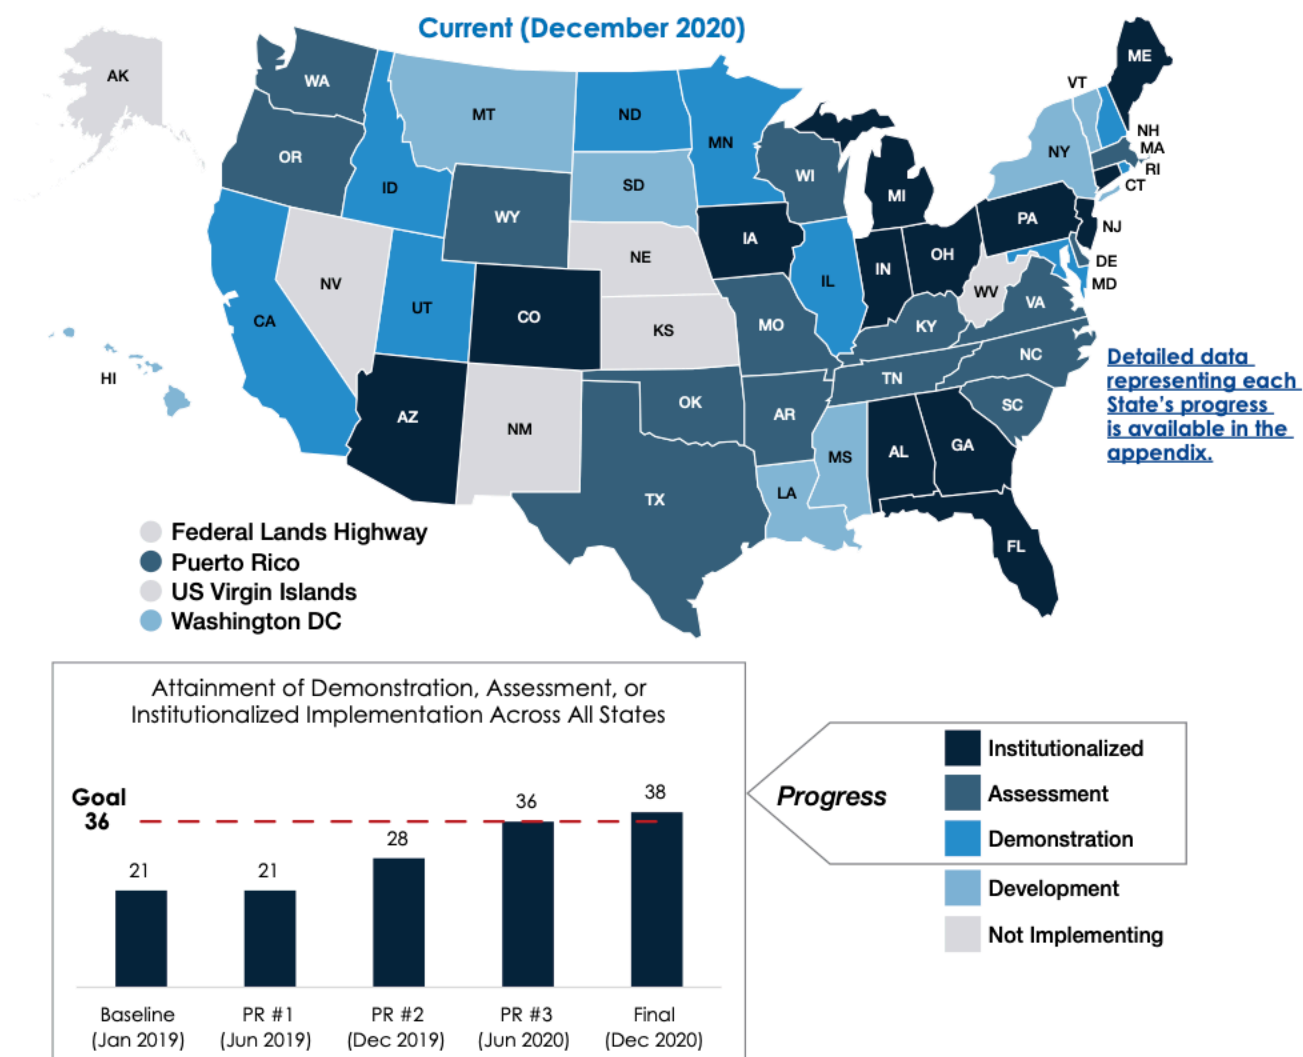 Current (December 2020)
AK
WA
MT
ND
MN
VT
ME
OR
ID
SD
WI
NY
NH
MA
RI
CT
WY
MI
IA
PA
NJ
NV
NE
IL
IN
OH
DE
MD
UT
CO
WV
VA
CA
KS
MO
KY
HI
NC
AZ
NM
OK
AR
TN
SC
MS
AL
GA
LA
TX
FL
Detailed data
representing each
State's progress
is available in the
appendix.
Federal Lands Highway
Puerto Rico
US Virgin Islands
Washington DC
Attainment of Demonstration, Assessment, or
Institutionalized Implementation Across All States
Goal
36
21
21
28
36
38
Baseline
(Jan 2019)
PR #1
(Jun 2019)
PR #2
(Dec 2019)
PR #3
(Jun 2020)
Final
(Dec 2020)
Progress
Institutionalized
Assessment
Demonstration
Development
Not Implementing